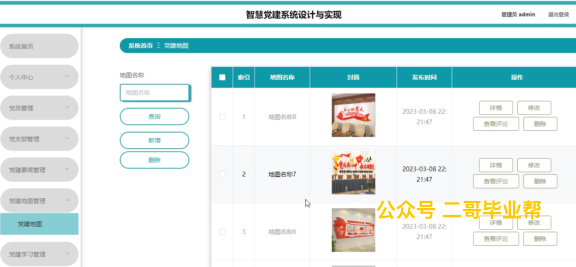 智慧党建系统设计与实现
管理员 admin 退出登录
系统首页
个人中心
党员管理
党支部管理
党建要闻管理
党建地图管理
党建地图
党建学习管理
系统首页 党建地图
地图名称
地图名称
查询
新增
删除
索引 地图名称 封面 发布时间 操作
1 地图名称8 2023-03-08 22:21:47 详情 修改 查看评论 删除
2 地图名称7 2023-03-08 22:21:47 详情 修改 查看评论 删除
3 地图名称6 2023-03-08 22:21:47 详情 修改 查看评论 删除
公众号 二哥毕业帮